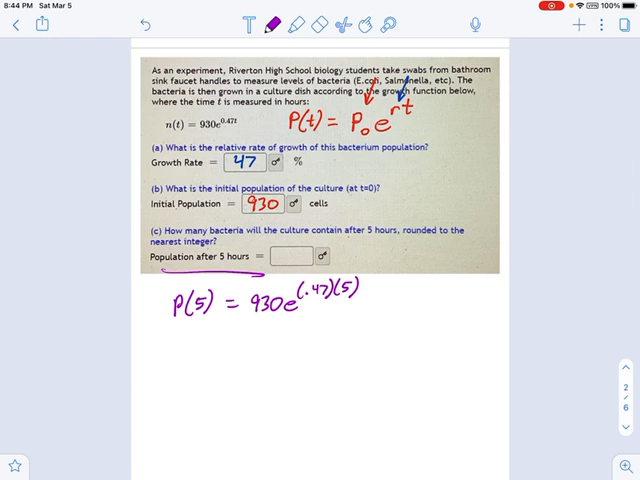 8:44 PM Sat Mar 5
100%
As an experiment, Riverton High School biology students take swabs from bathroom
sink faucet handles to measure levels of bacteria (E.coli, Salmonella, etc). The
bacteria is then grown in a culture dish according to the growth function below,
where the time t is measured in hours:
n(t) = 930e^0.47t
P(t) = P₀ e^rt
(a) What is the relative rate of growth of this bacterium population?
Growth Rate = 47 %
(b) What is the initial population of the culture (at t=0)?
Initial Population = 930 cells
(c) How many bacteria will the culture contain after 5 hours, rounded to the
nearest integer?
Population after 5 hours =
P(5) = 930e^(.47)(5)
2
/
6